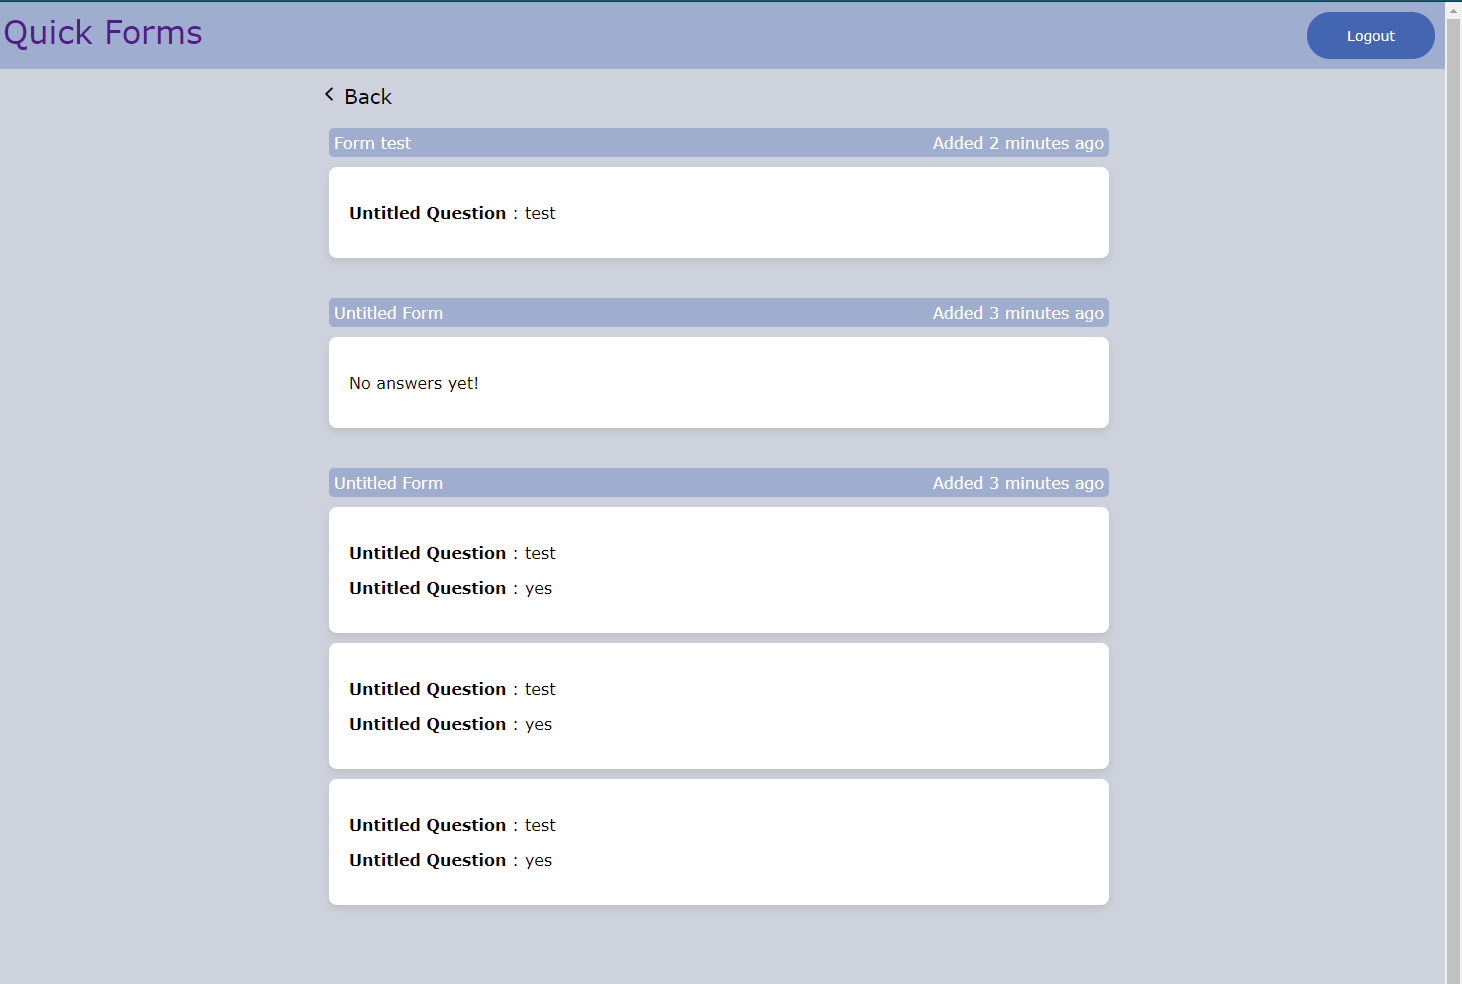 Quick Forms
Logout
Back
Form test Added 2 minutes ago
Untitled Question : test
Untitled Form Added 3 minutes ago
No answers yet!
Untitled Form Added 3 minutes ago
Untitled Question : test
Untitled Question : yes
Untitled Question : test
Untitled Question : yes
Untitled Question : test
Untitled Question : yes